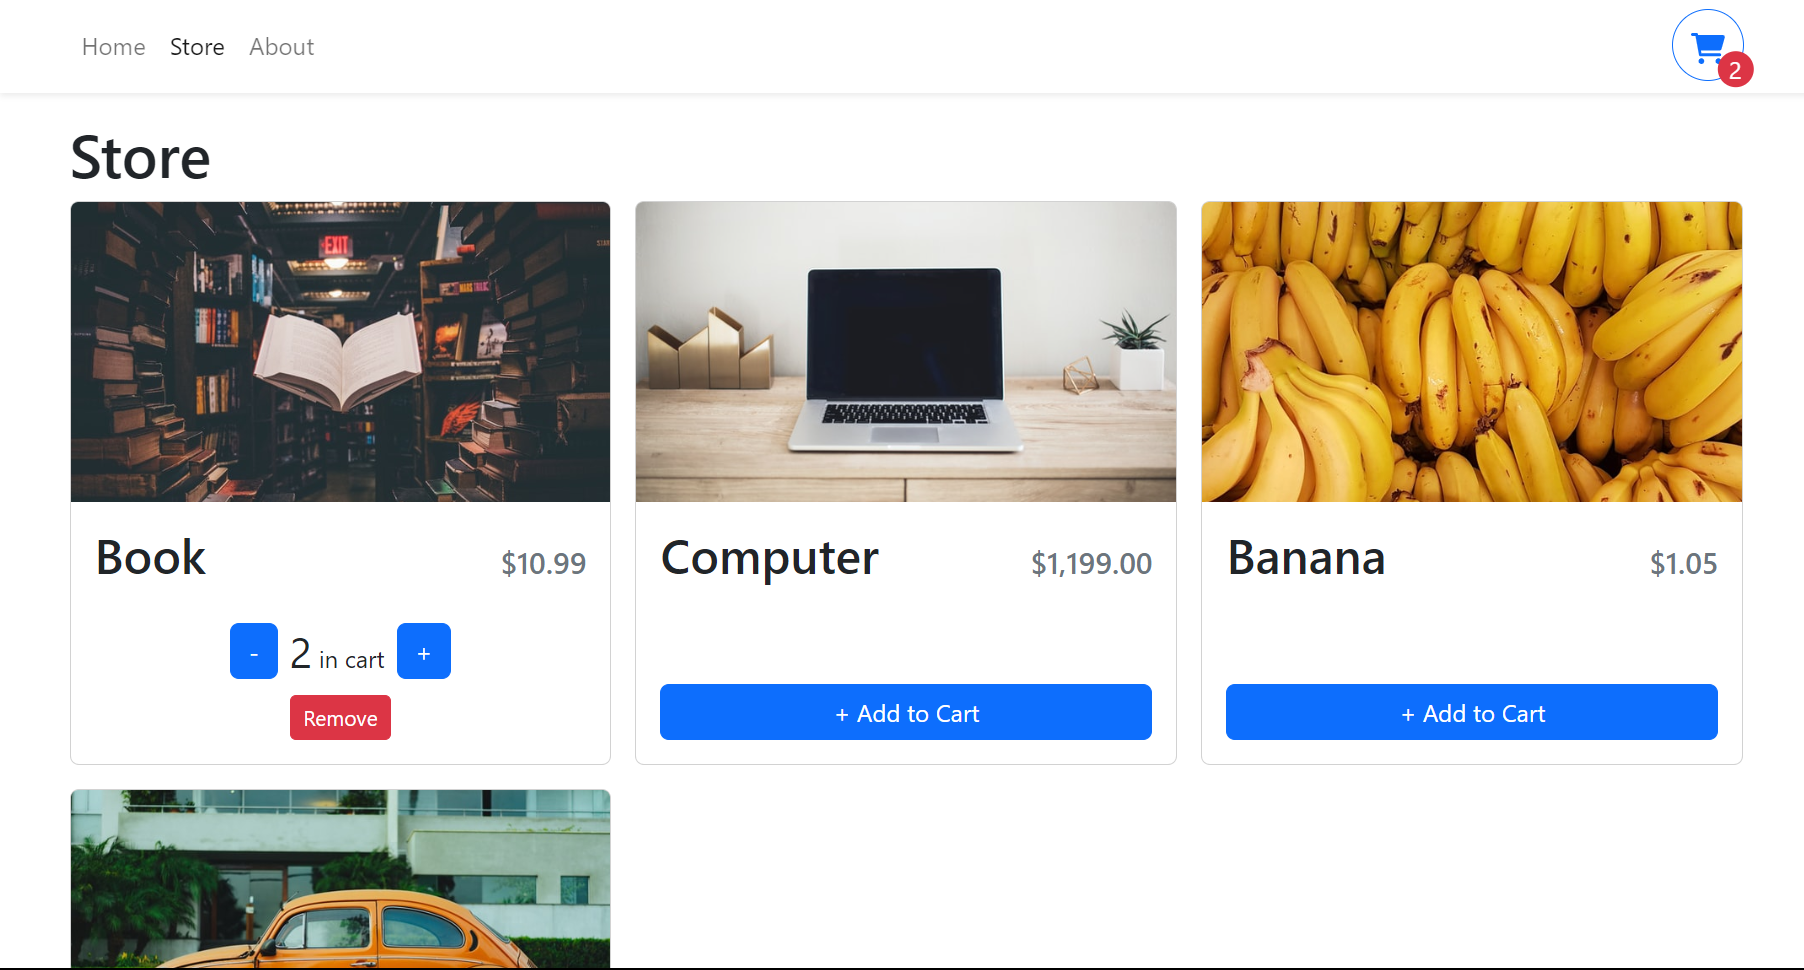 Home Store About
2
Store
EXIT
Book $10.99
- 2 in cart +
Remove
Computer $1,199.00
+ Add to Cart
Banana $1.05
+ Add to Cart